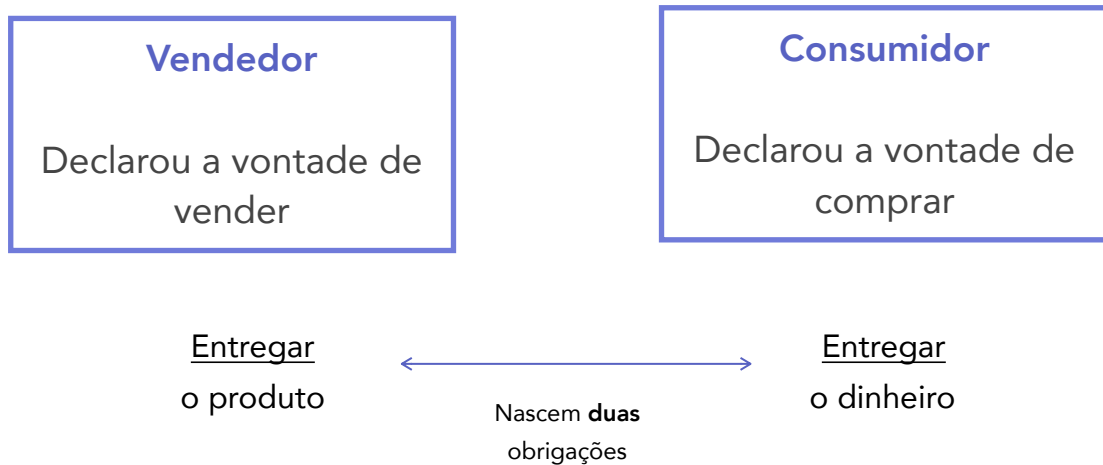 Vendedor
Declarou a vontade de
vender
Consumidor
Declarou a vontade de
comprar
Entregar
o produto
Nascem duas
obrigações
Entregar
o dinheiro